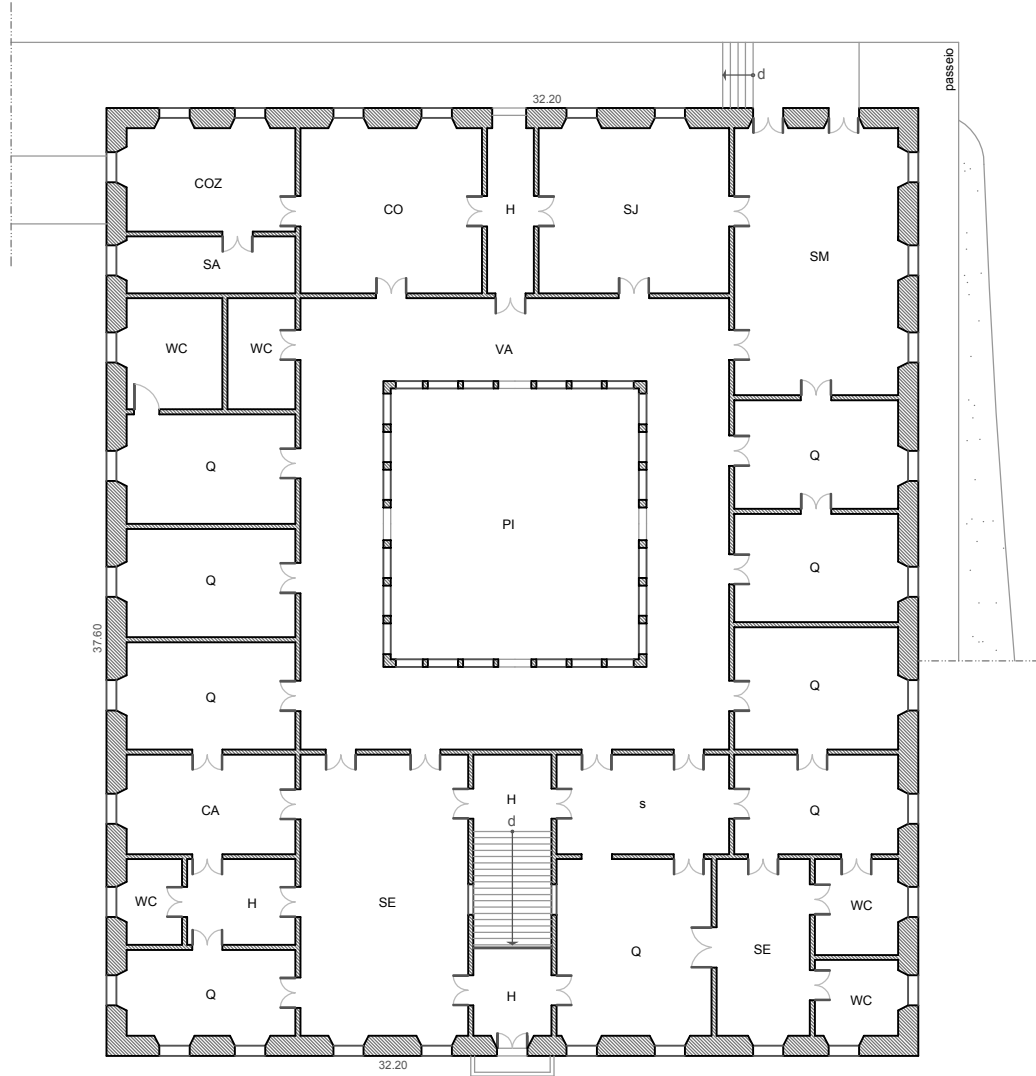 passeio
d
32.20
COZ
CO
H
SJ
SM
SA
WC
WC
VA
Q
Q
PI
Q
Q
37.60
Q
Q
CA
H
s
Q
d
WC
H
SE
Q
SE
WC
Q
H
WC
32.20